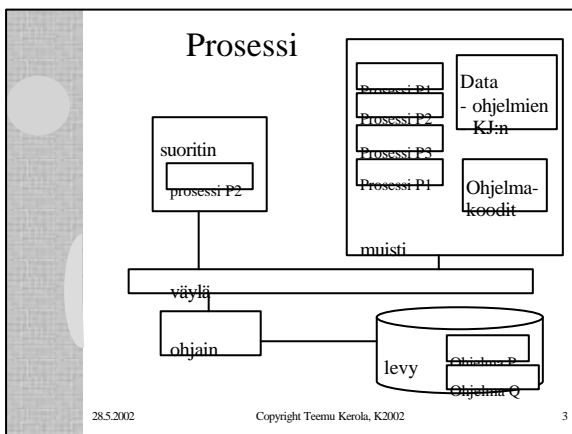 Prosessi
suoritin
prosessi P2
Prosessi P1
Prosessi P2
Prosessi P3
Prosessi P1
Data
- ohjelmien
KJ:n
Ohjelma-
koodit
muisti
väylä
ohjain
levy
Ohjelma P
Ohjelma Q
28.5.2002
Copyright Teemu Kerola, K2002
3